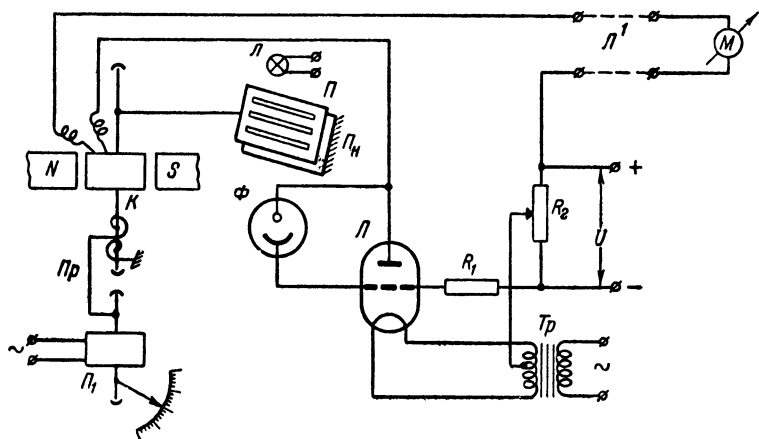 Л¹
М
Л
П
Пн
N
S
К
Ф
Л
R₁
R₂
U
+
−
Пр
П₁
~
Тр
~